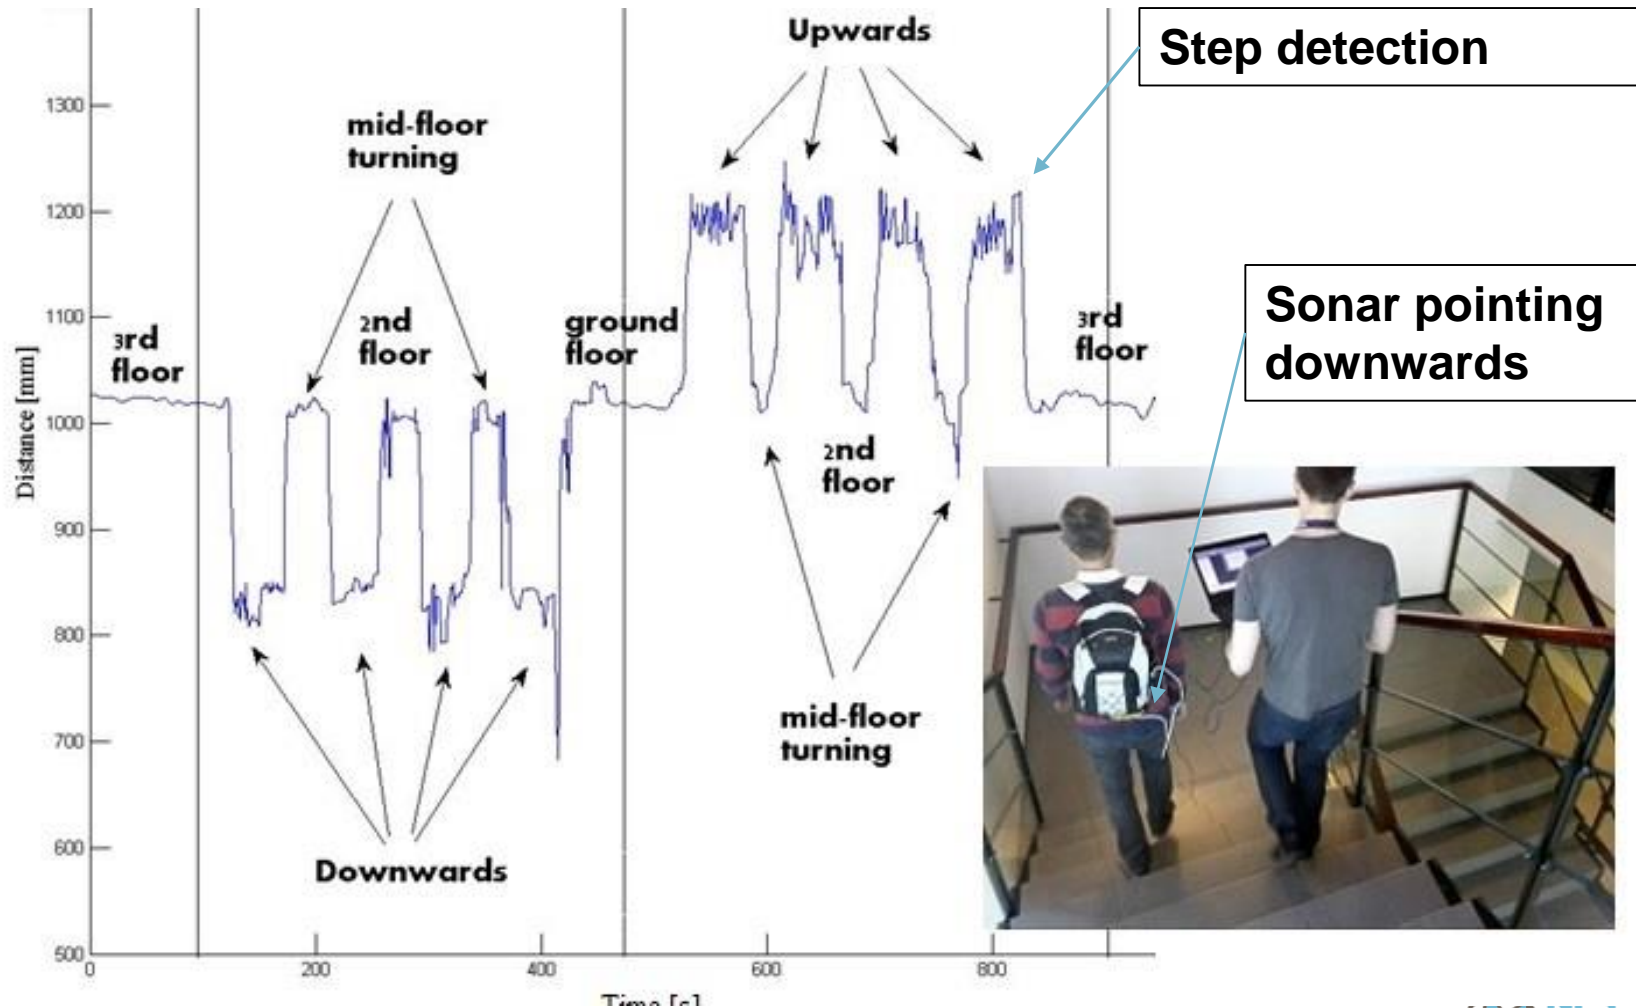 Upwards
Step detection
1300
mid-floor
turning
1200
Sonar pointing
downwards
1100
3rd
floor
2nd
floor
ground
floor
3rd
floor
Distance [mm]
1000
2nd
floor
900
800
mid-floor
turning
700
600
Downwards
500
0
200
400
600
800
Time [s]